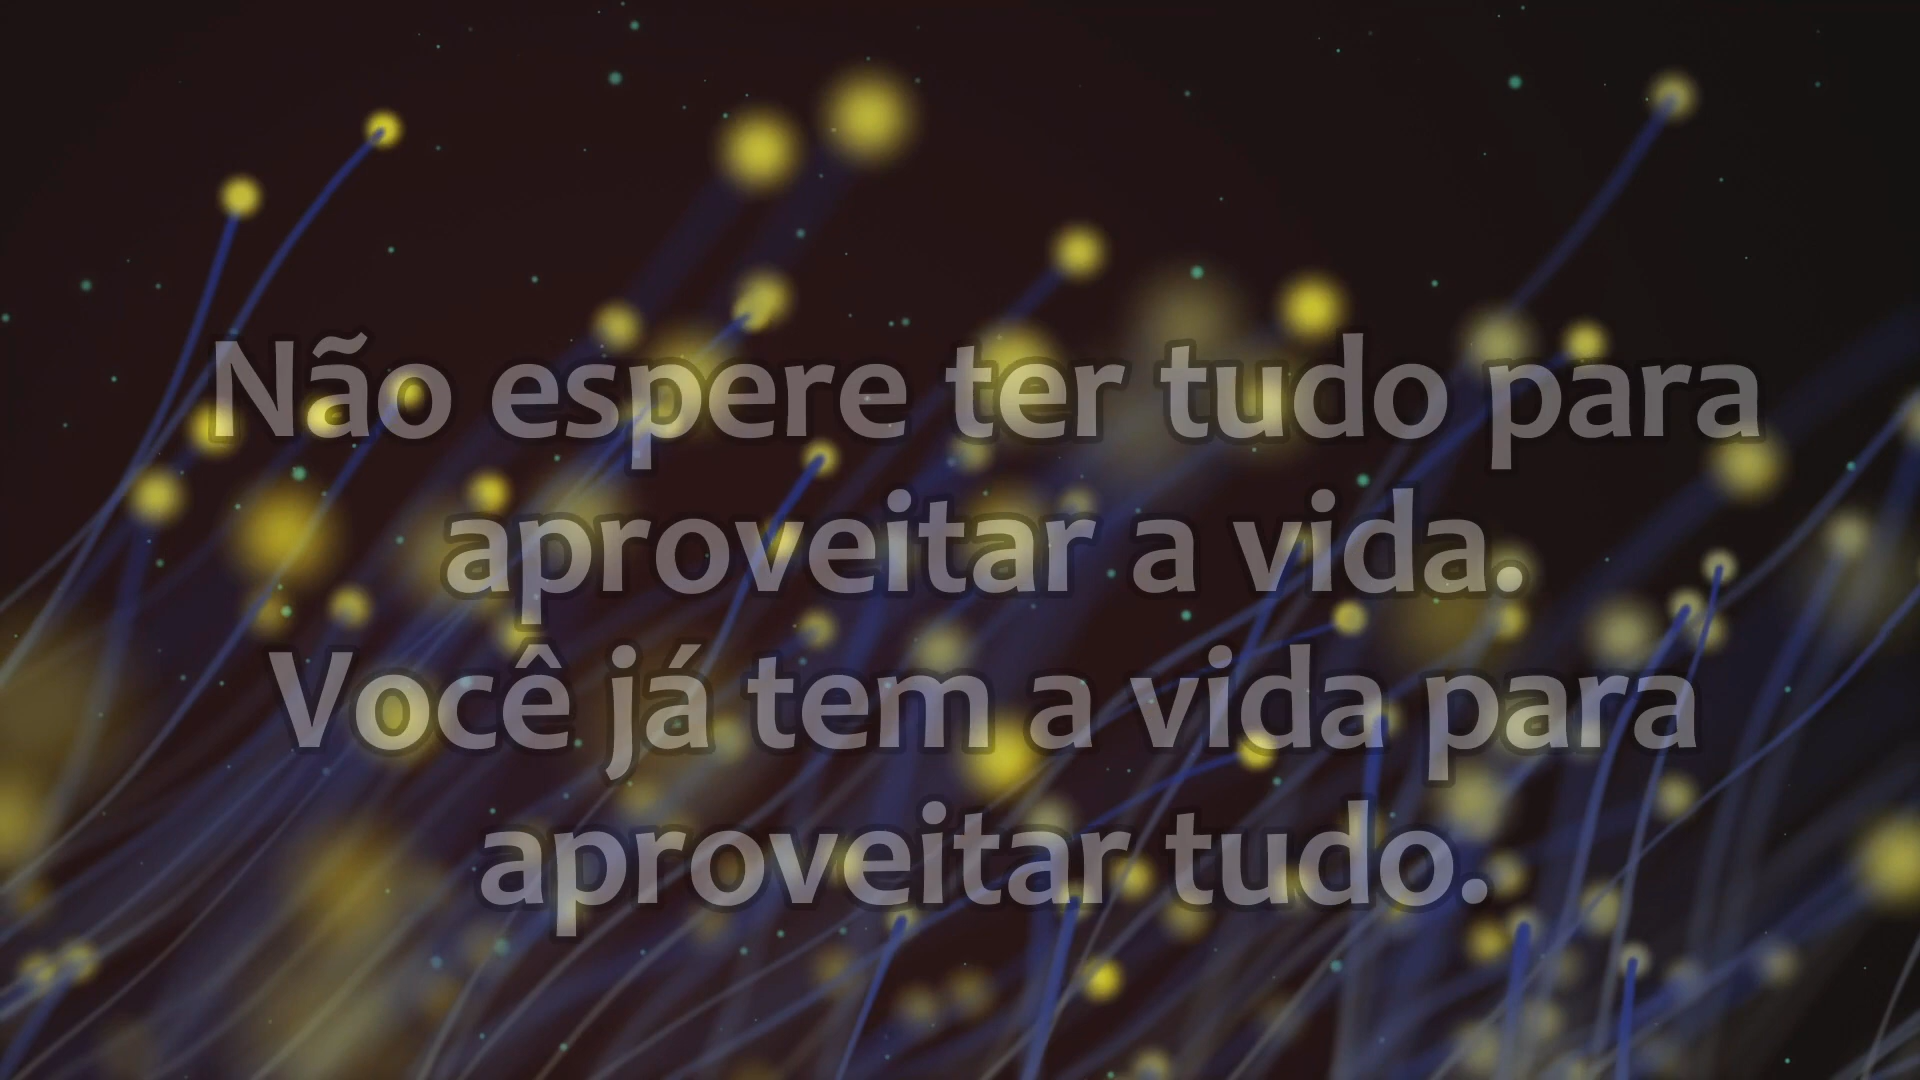 Não espere ter tudo para
aproveitar a vida.
Você já tem a vida para
aproveitar tudo.